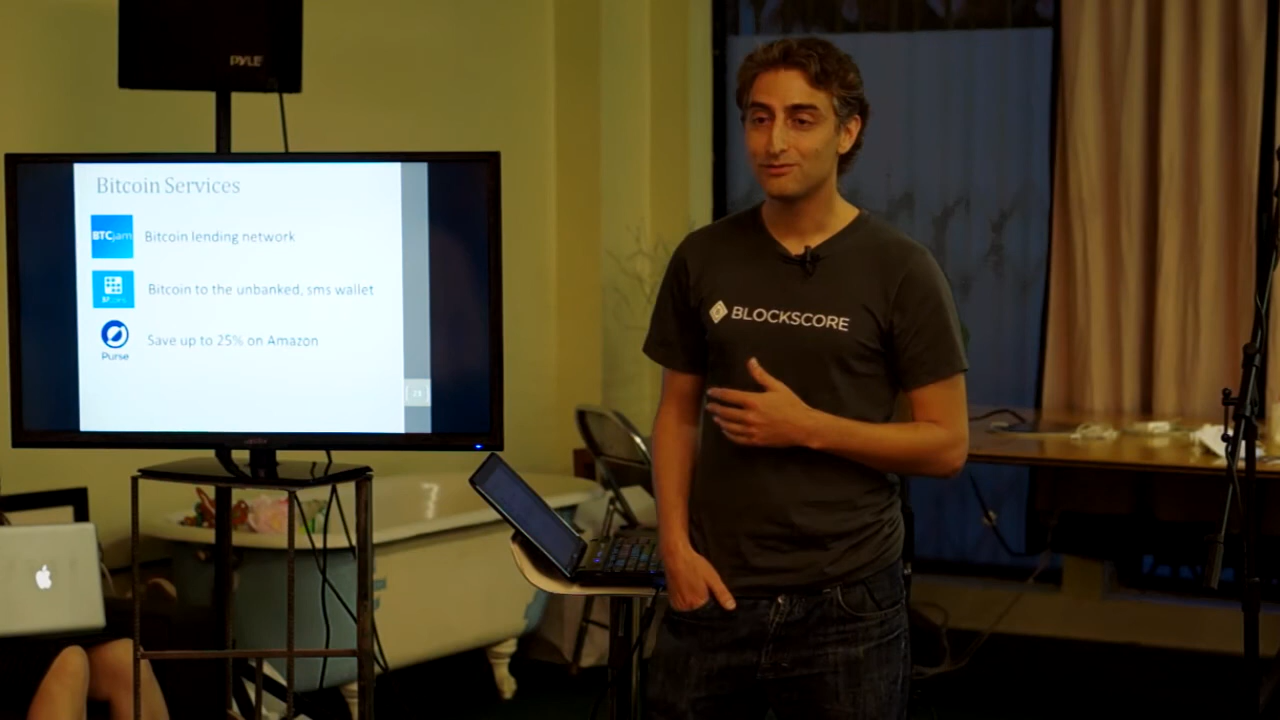 PYLE
Bitcoin Services
BTCjam
Bitcoin lending network
Bitcoin to the unbanked, sms wallet
Purse
Save up to 25% on Amazon
BLOCKSCORE